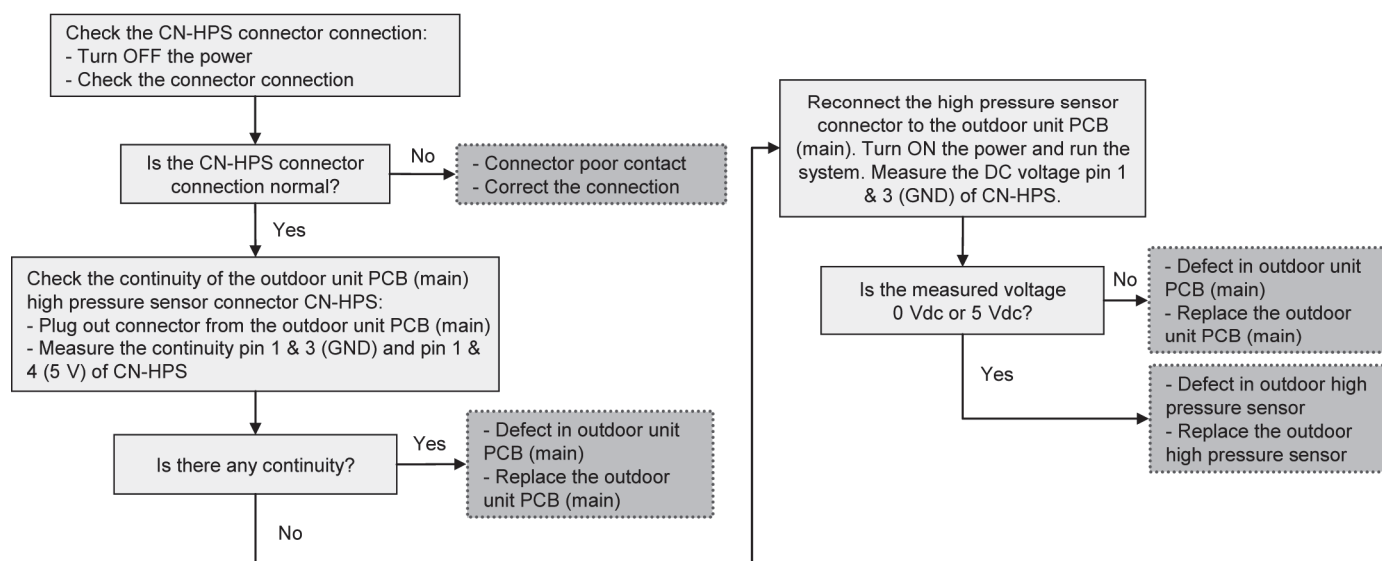 Check the CN-HPS connector connection:
- Turn OFF the power
- Check the connector connection
Is the CN-HPS connector
connection normal?
No
- Connector poor contact
- Correct the connection
Yes
Check the continuity of the outdoor unit PCB (main)
high pressure sensor connector CN-HPS:
- Plug out connector from the outdoor unit PCB (main)
- Measure the continuity pin 1 & 3 (GND) and pin 1 &
4 (5 V) of CN-HPS
Is there any continuity?
Yes
- Defect in outdoor unit
PCB (main)
- Replace the outdoor
unit PCB (main)
No
Reconnect the high pressure sensor
connector to the outdoor unit PCB
(main). Turn ON the power and run the
system. Measure the DC voltage pin 1
& 3 (GND) of CN-HPS.
Is the measured voltage
0 Vdc or 5 Vdc?
No
- Defect in outdoor unit
PCB (main)
- Replace the outdoor
unit PCB (main)
Yes
- Defect in outdoor high
pressure sensor
- Replace the outdoor
high pressure sensor